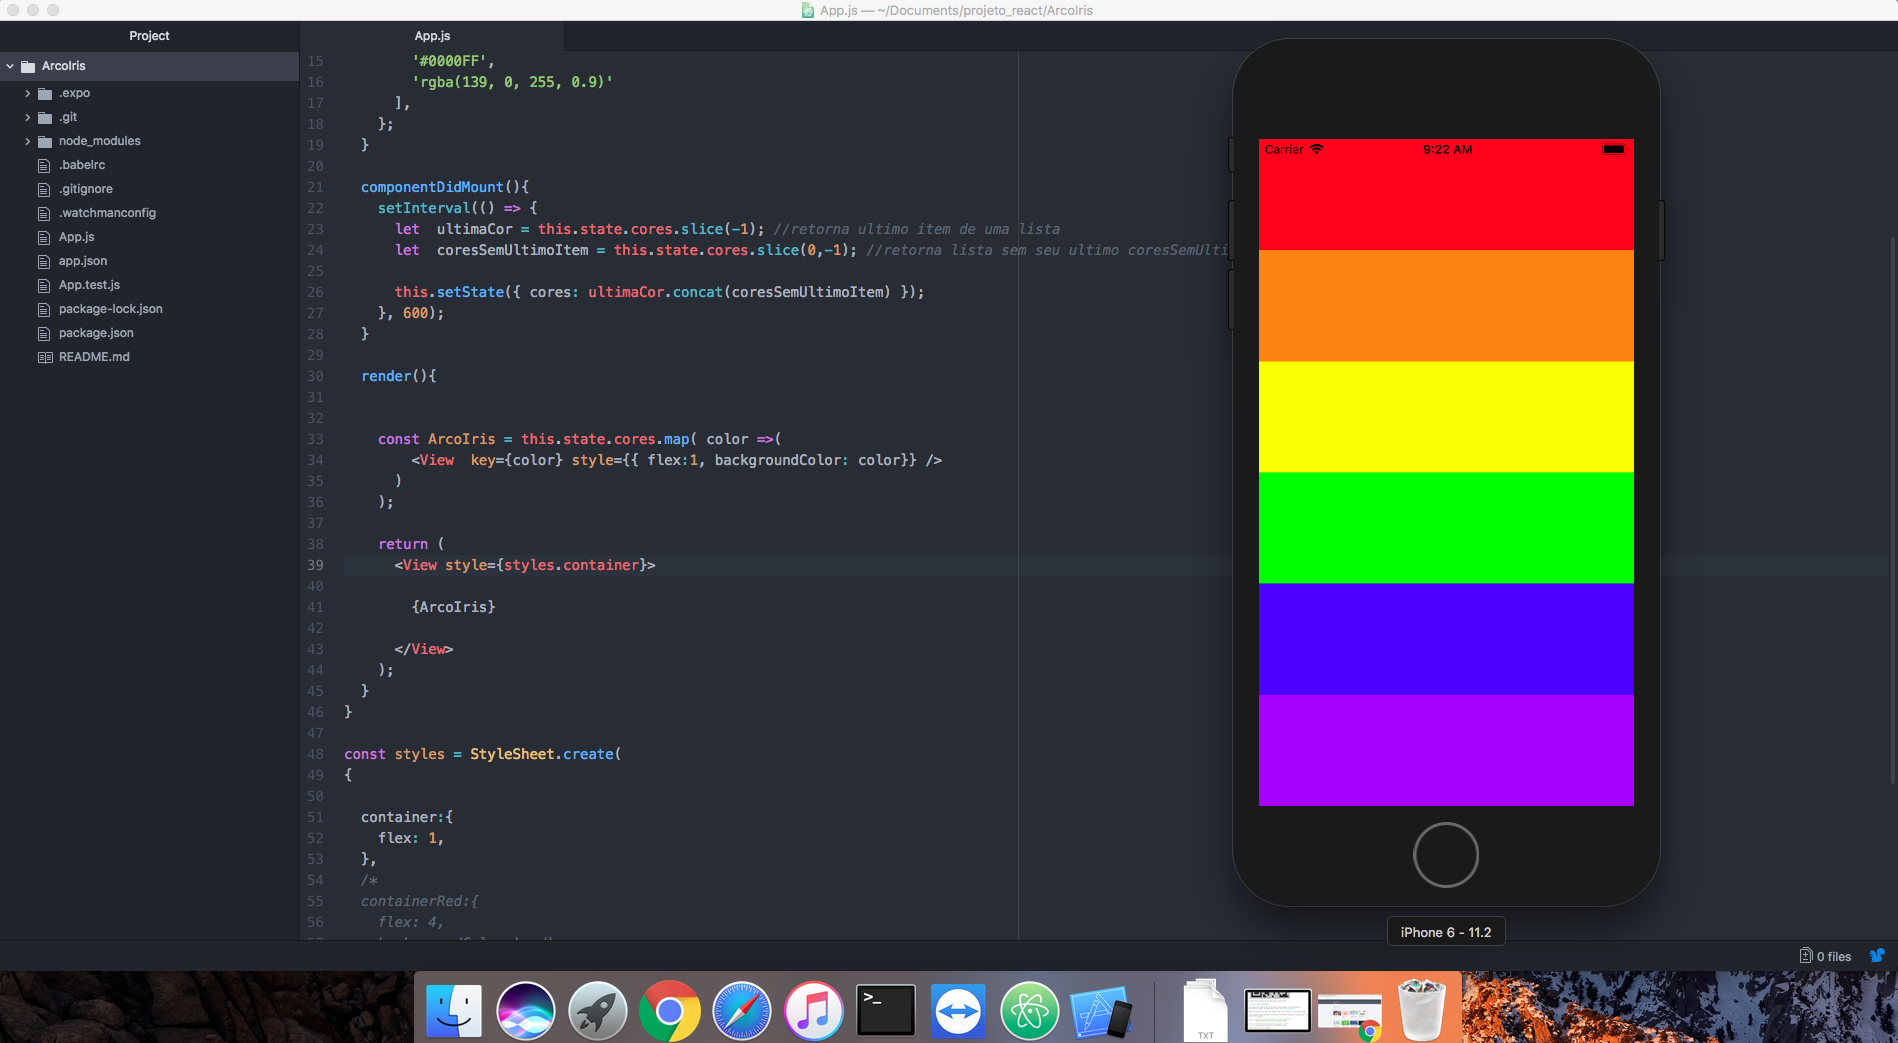 App.js — ~/Documents/projeto_react/ArcoIris
Project
ArcoIris
.expo
.git
node_modules
.babelrc
.gitignore
.watchmanconfig
App.js
app.json
App.test.js
package-lock.json
package.json
README.md
App.js
15 '#0000FF',
16 'rgba(139, 0, 255, 0.9)'
17 ],
18 };
19 }
20
21 componentDidMount(){
22 setInterval(() => {
23 let  ultimaCor = this.state.cores.slice(-1); //retorna ultimo item de uma lista
24 let  coresSemUltimoItem = this.state.cores.slice(0,-1); //retorna lista sem seu ultimo coresSemUlti
25
26 this.setState({ cores: ultimaCor.concat(coresSemUltimoItem) });
27 }, 600);
28 }
29
30 render(){
31
32
33 const ArcoIris = this.state.cores.map( color =>(
34 <View  key={color} style={{ flex:1, backgroundColor: color}} />
35 )
36 );
37
38 return (
39 <View style={styles.container}>
40
41 {ArcoIris}
42
43 </View>
44 );
45 }
46 }
47
48 const styles = StyleSheet.create(
49 {
50
51 container:{
52 flex: 1,
53 },
54 /*
55 containerRed:{
56 flex: 4,
Carrier
9:22 AM
iPhone 6 - 11.2
0 files
>_
TXT